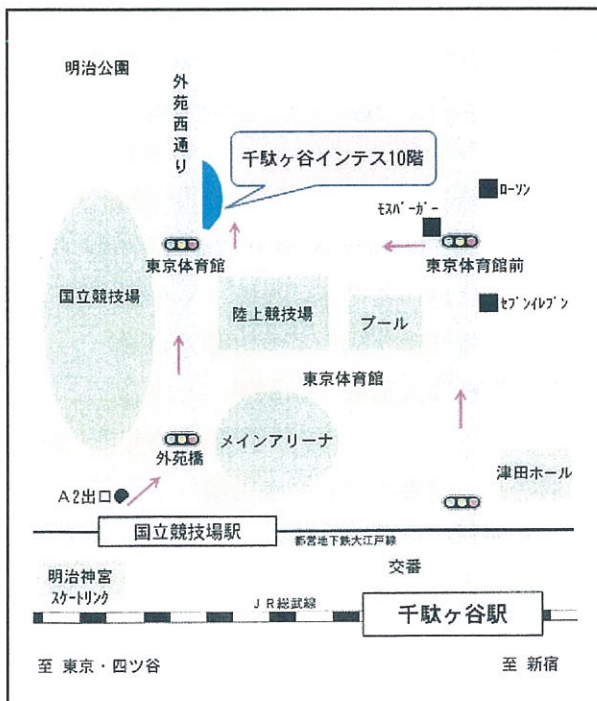 明治公園
外苑西通り
千駄ヶ谷インテス10階
ローソン
ﾓｽﾊﾞｰｶﾞｰ
東京体育館
東京体育館前
国立競技場
陸上競技場
プール
ｾﾌﾞﾝｲﾚﾌﾞﾝ
東京体育館
メインアリーナ
外苑橋
津田ホール
A2出口
国立競技場駅
都営地下鉄大江戸線
交番
明治神宮
ｽｹｰﾄﾘﾝｸ
JR総武線
千駄ヶ谷駅
至 東京・四ツ谷
至 新宿